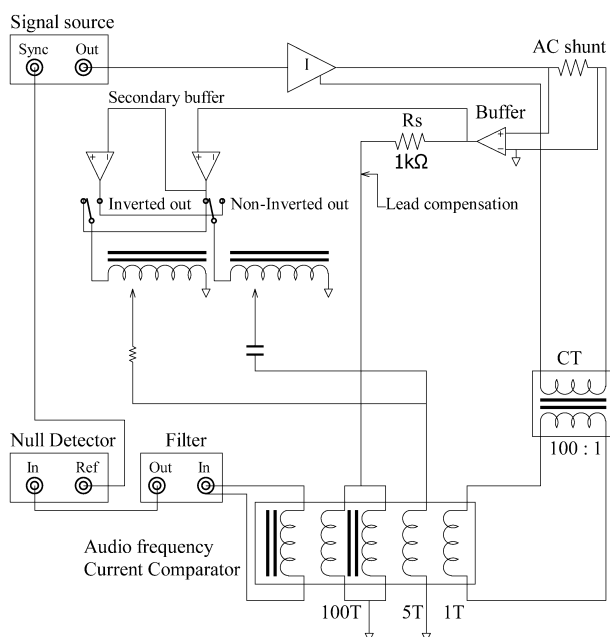 Signal source
Sync Out
I
AC shunt
Secondary buffer
Buffer
Rs
1kΩ
+ - + - + -
Inverted out Non-Inverted out
Lead compensation
CT
100 : 1
Null Detector Filter
In Ref Out In
Audio frequency
Current Comparator
100T 5T 1T